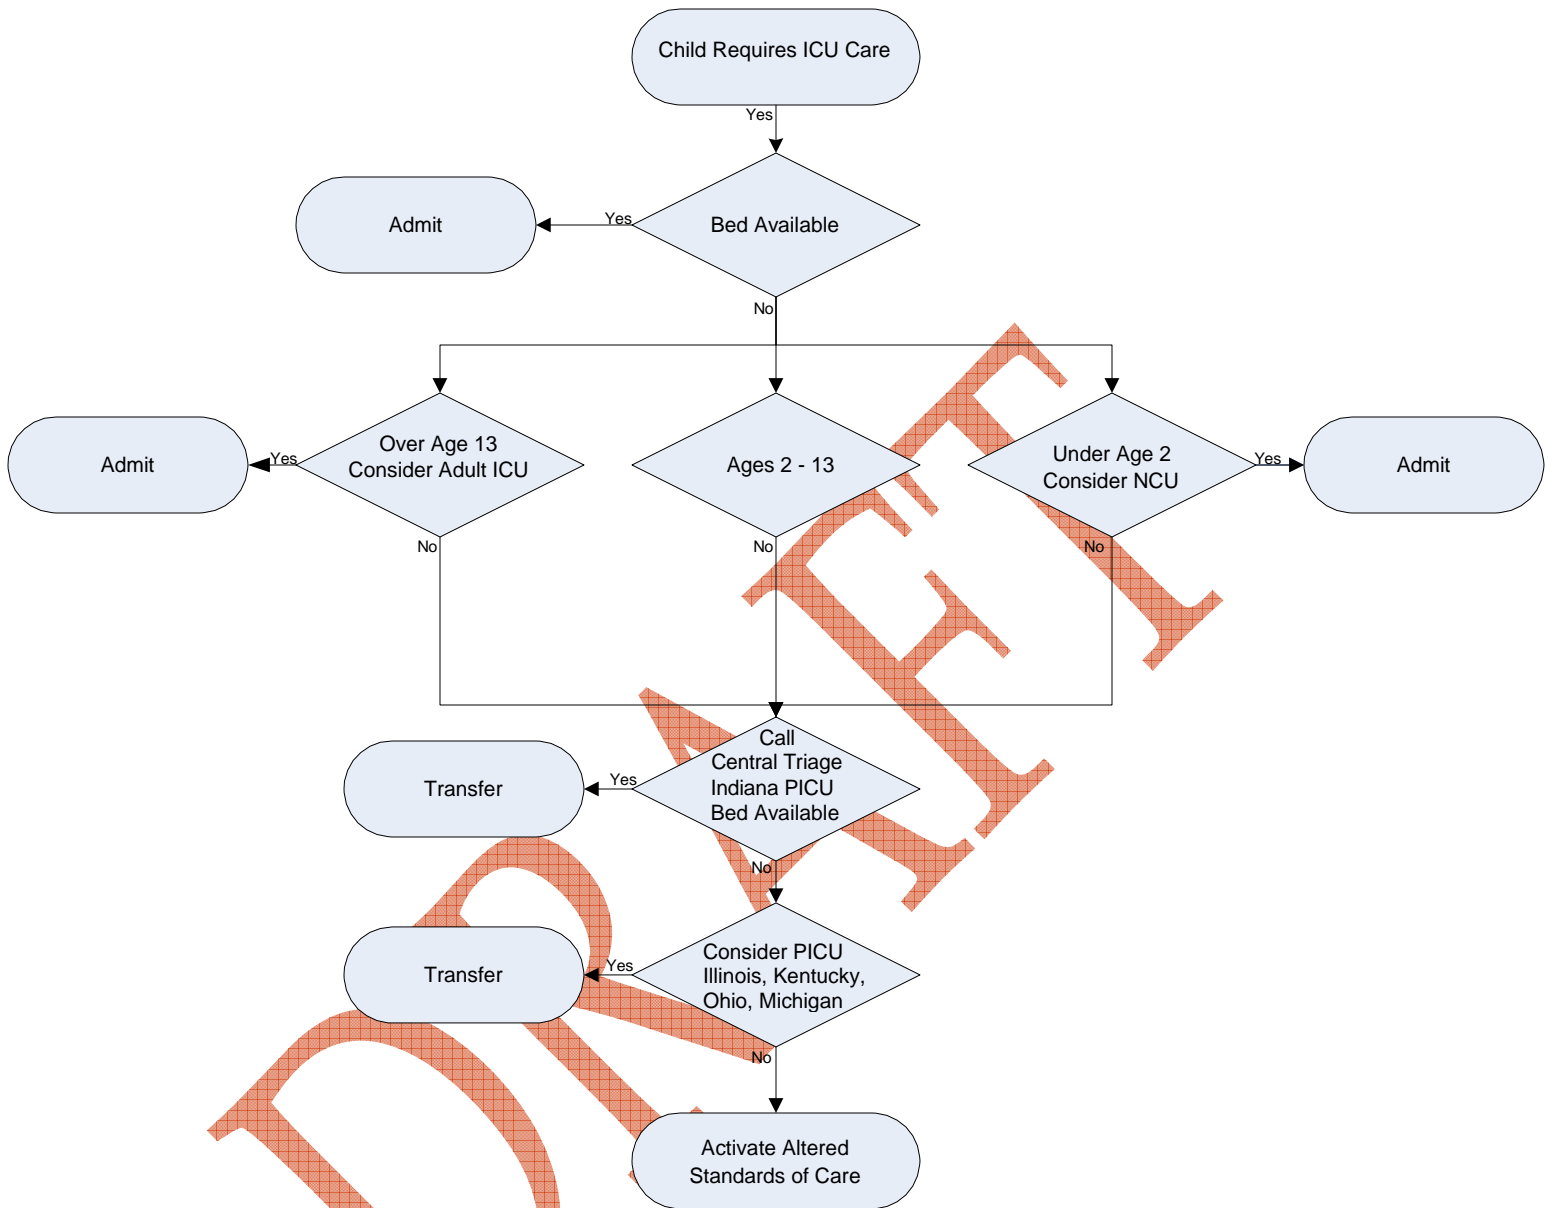 Child Requires ICU Care
Yes
Bed Available
Yes
Admit
No
Over Age 13
Consider Adult ICU
Yes
Admit
No
Ages 2 - 13
No
Under Age 2
Consider NCU
Yes
Admit
No
Call
Central Triage
Indiana PICU
Bed Available
Yes
Transfer
No
Consider PICU
Illinois, Kentucky,
Ohio, Michigan
Yes
Transfer
No
Activate Altered
Standards of Care
DRAFT